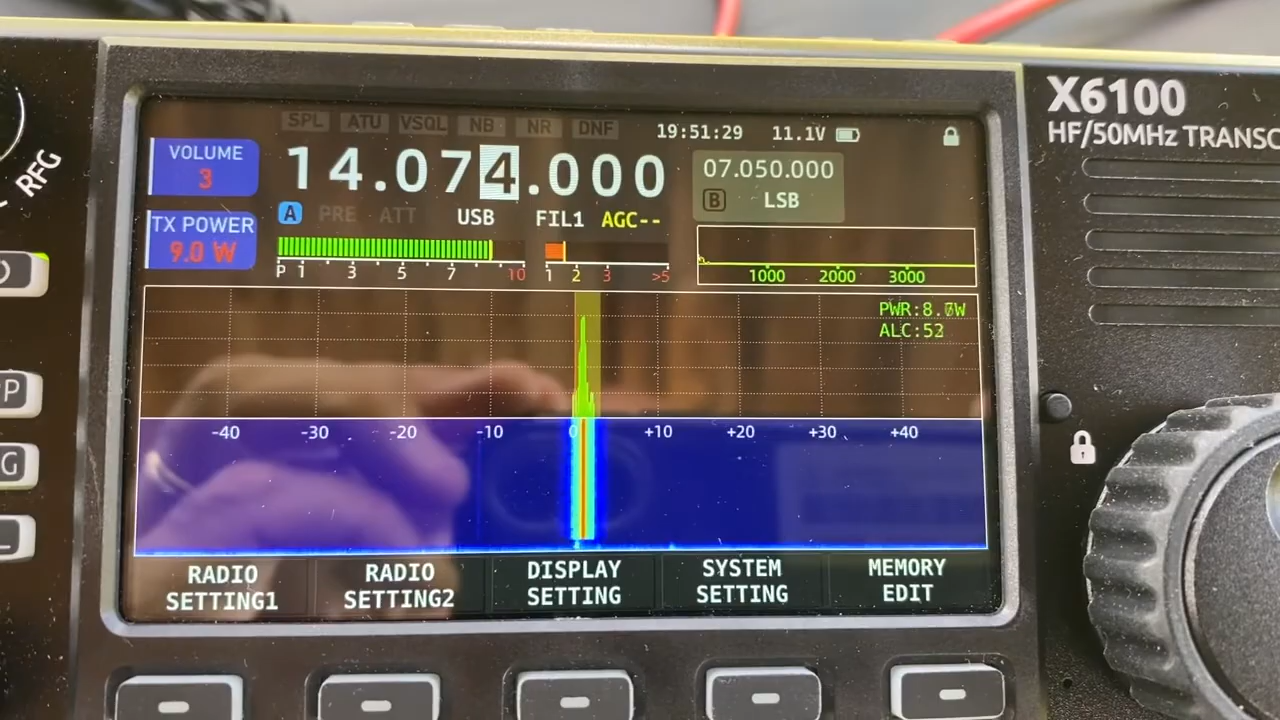 X6100
HF/50MHz TRANSC
RFG
SPL ATU VSQL NB NR DNF 19:51:29 11.1V
VOLUME
3
14.074.000
07.050.000
B LSB
TX POWER
9.0 W
A PRE ATT USB FIL1 AGC--
P 1 3 5 7 10 1 2 3 >5
1000 2000 3000
PWR:8.7W
ALC:53
-40 -30 -20 -10 0 +10 +20 +30 +40
P
G
RADIO SETTING1
RADIO SETTING2
DISPLAY SETTING
SYSTEM SETTING
MEMORY EDIT